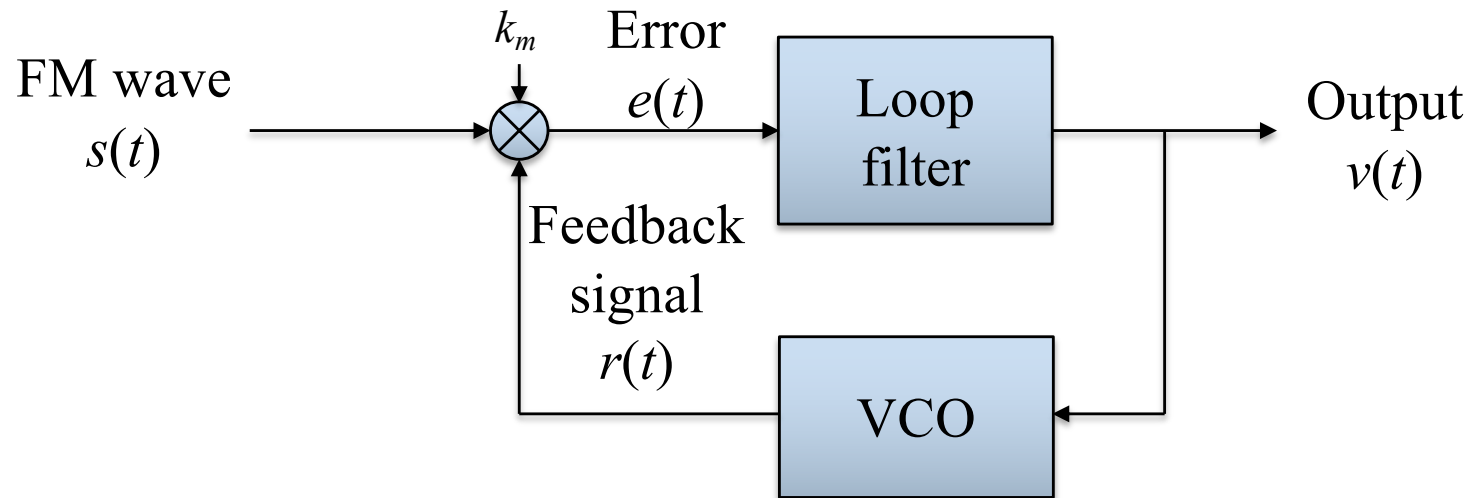 FM wave
s(t)
k_m
Error
e(t)
Loop
filter
Output
v(t)
Feedback
signal
r(t)
VCO